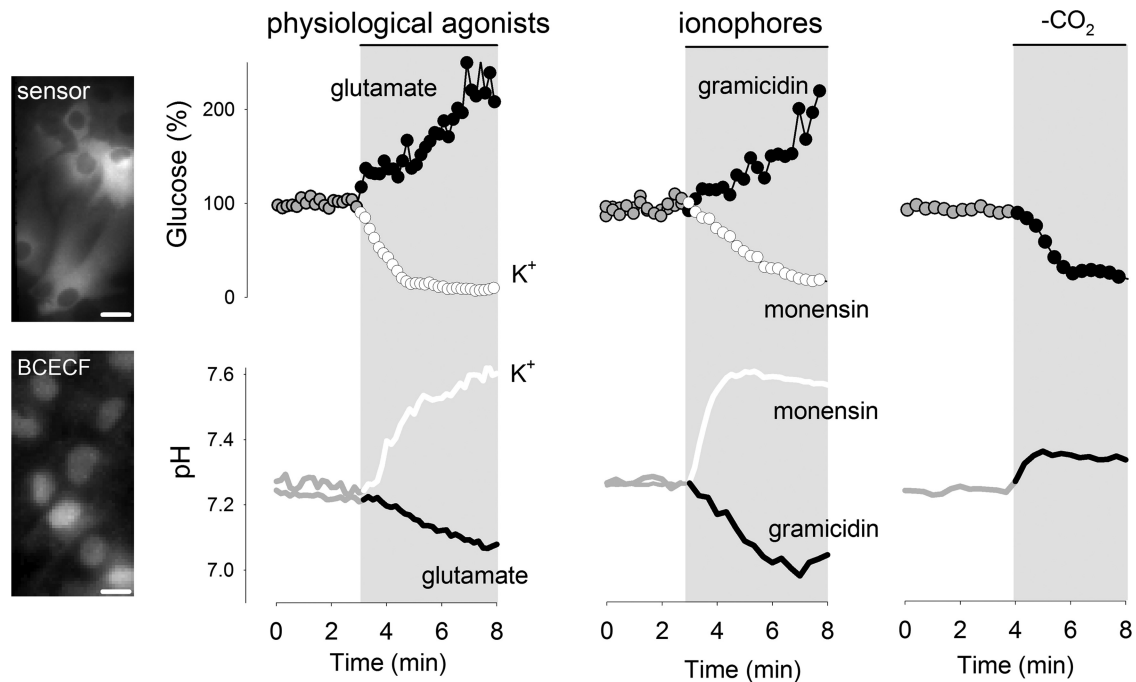 physiological agonists
ionophores
-CO₂
sensor
Glucose (%)
200
100
0
glutamate
K⁺
gramicidin
monensin
BCECF
pH
7.6
7.4
7.2
7.0
K⁺
glutamate
monensin
gramicidin
0 2 4 6 8
Time (min)
0 2 4 6 8
Time (min)
0 2 4 6 8
Time (min)